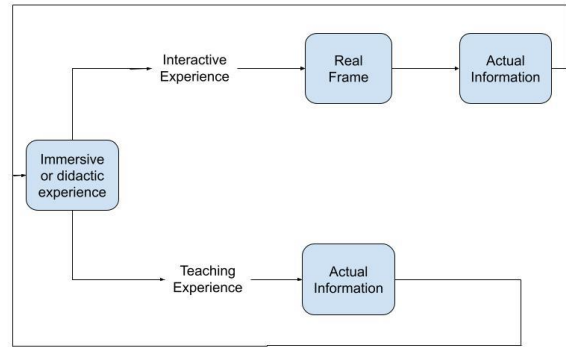 Interactive
Experience
Real
Frame
Actual
Information
Immersive
or didactic
experience
Teaching
Experience
Actual
Information